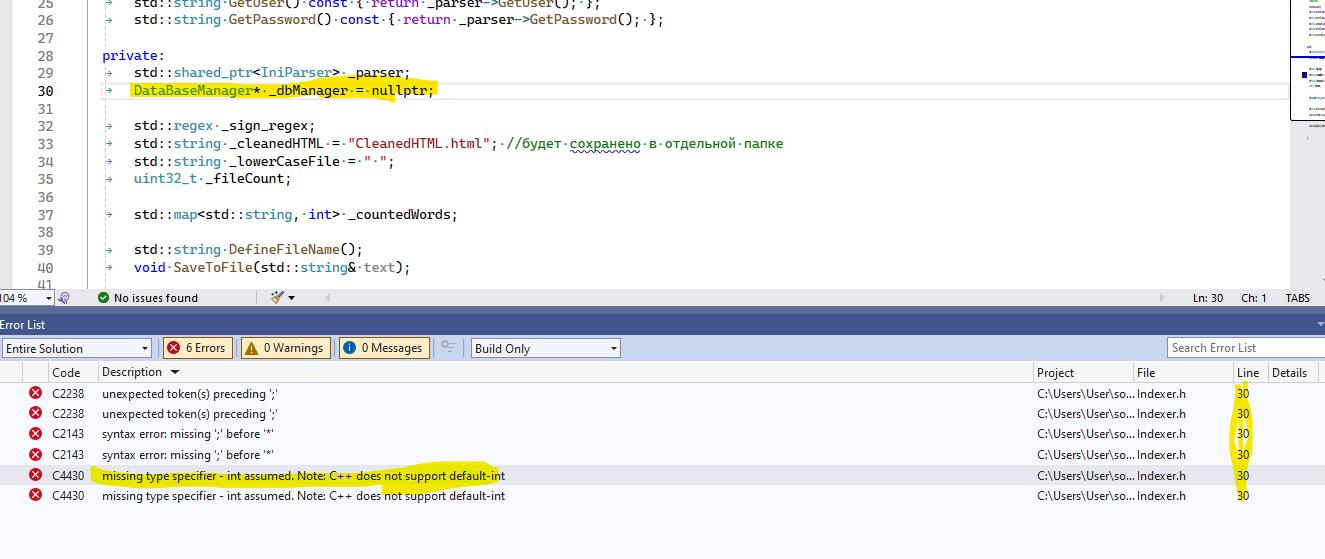 25 std::string GetUser() const { return _parser->GetUser(); };
26 std::string GetPassword() const { return _parser->GetPassword(); };
27
28 private:
29 std::shared_ptr<IniParser> _parser;
30 DataBaseManager* _dbManager = nullptr;
31
32 std::regex _sign_regex;
33 std::string _cleanedHTML = "CleanedHTML.html"; //будет сохранено в отдельной папке
34 std::string _lowerCaseFile = " ";
35 uint32_t _fileCount;
36
37 std::map<std::string, int> _countedWords;
38
39 std::string DefineFileName();
40 void SaveToFile(std::string& text);
41
104 % No issues found Ln: 30 Ch: 1 TABS
Error List
Entire Solution 6 Errors 0 Warnings 0 Messages Build Only Search Error List
Code Description Project File Line Details
C2238 unexpected token(s) preceding ';' C:\Users\User\so... Indexer.h 30
C2238 unexpected token(s) preceding ';' C:\Users\User\so... Indexer.h 30
C2143 syntax error: missing ';' before '*' C:\Users\User\so... Indexer.h 30
C2143 syntax error: missing ';' before '*' C:\Users\User\so... Indexer.h 30
C4430 missing type specifier - int assumed. Note: C++ does not support default-int C:\Users\User\so... Indexer.h 30
C4430 missing type specifier - int assumed. Note: C++ does not support default-int C:\Users\User\so... Indexer.h 30